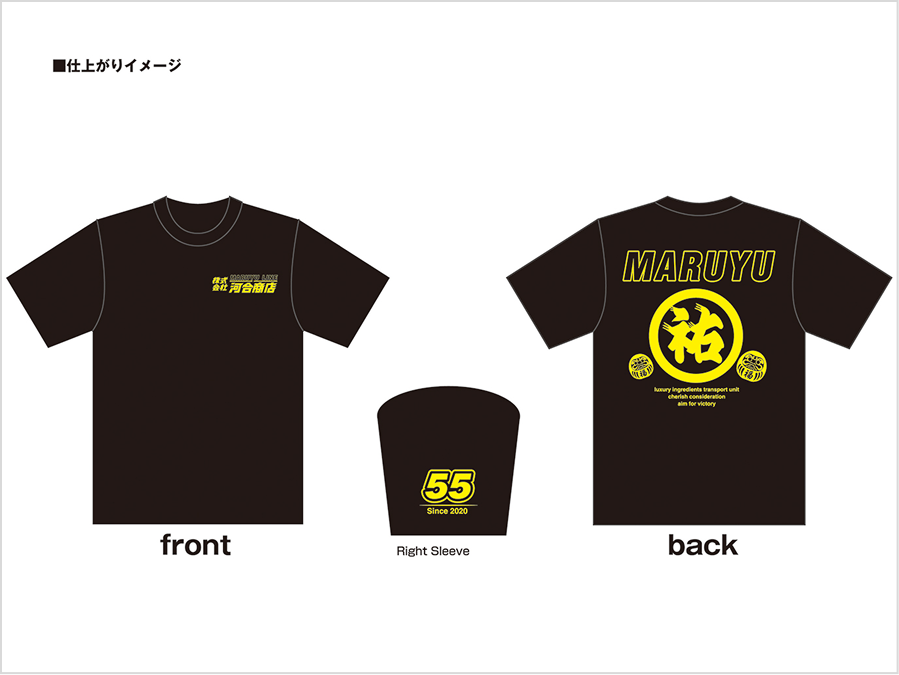 ■仕上がりイメージ
MARUYU LINE
株式会社 河合商店
front
55
Since 2020
Right Sleeve
MARUYU
祐
luxury ingredients transport unit
cherish consideration
aim for victory
back